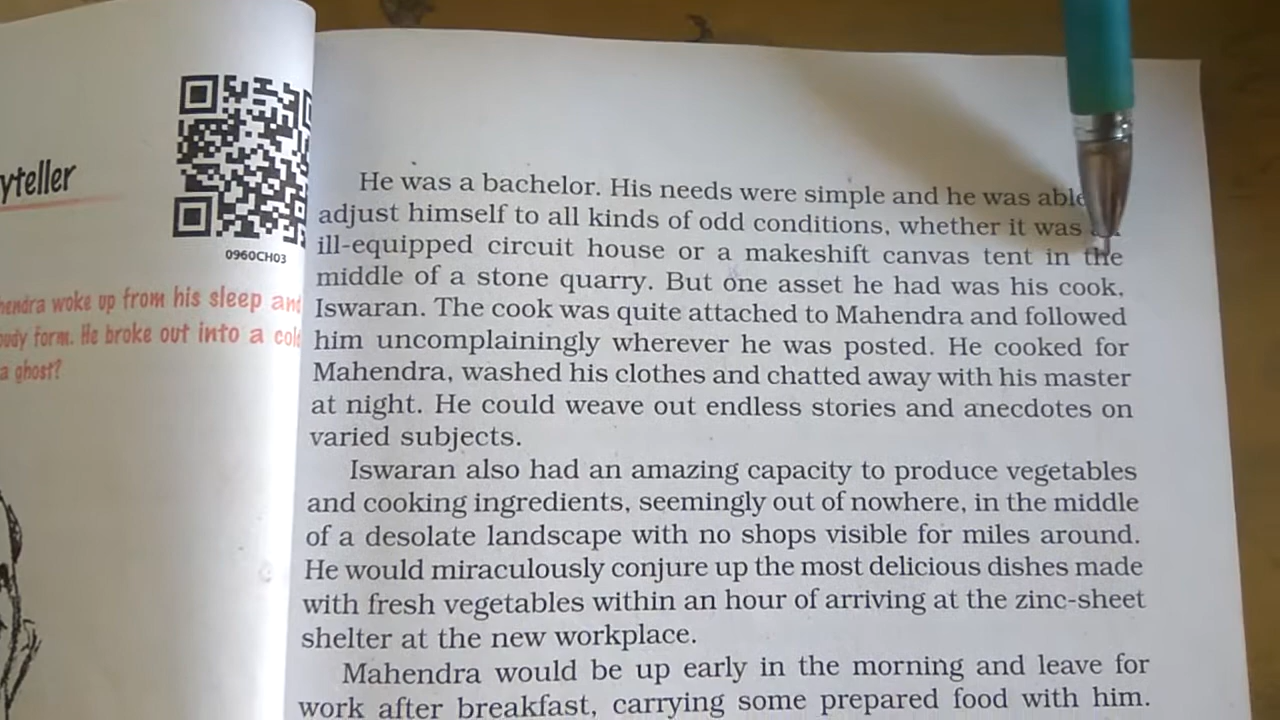 yteller
0960CH03
hendra woke up from his sleep and
a ghost?
He broke out into a
He was a bachelor. His needs were simple and he was able
adjust himself to all kinds of odd conditions, whether it was
ill-equipped circuit house or a makeshift canvas tent in the
middle of a stone quarry. But one asset he had was his cook,
Iswaran. The cook was quite attached to Mahendra and followed
him uncomplainingly wherever he was posted. He cooked for
Mahendra, washed his clothes and chatted away with his master
at night. He could weave out endless stories and anecdotes on
varied subjects.
Iswaran also had an amazing capacity to produce vegetables
and cooking ingredients, seemingly out of nowhere, in the middle
of a desolate landscape with no shops visible for miles around.
He would miraculously conjure up the most delicious dishes made
with fresh vegetables within an hour of arriving at the zinc-sheet
shelter at the new workplace.
Mahendra would be up early in the morning and leave for
work after breakfast, carrying some prepared food with him.